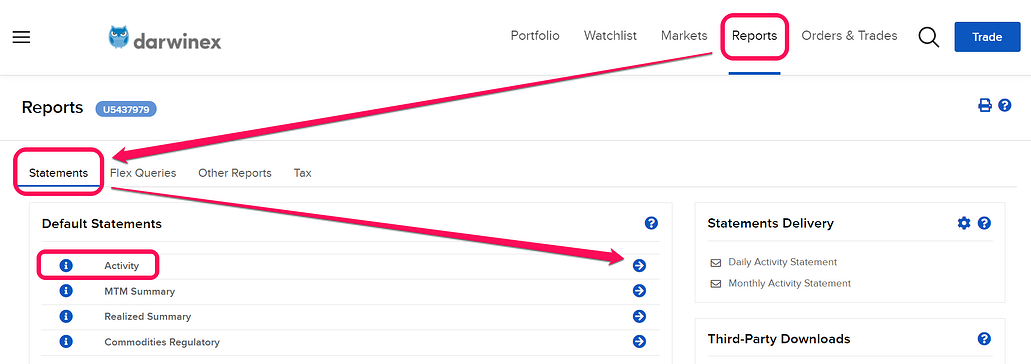 darwinex
Portfolio Watchlist Markets Reports Orders & Trades Trade
Reports U5437979
Statements Flex Queries Other Reports Tax
Default Statements
Activity
MTM Summary
Realized Summary
Commodities Regulatory
Statements Delivery
Daily Activity Statement
Monthly Activity Statement
Third-Party Downloads